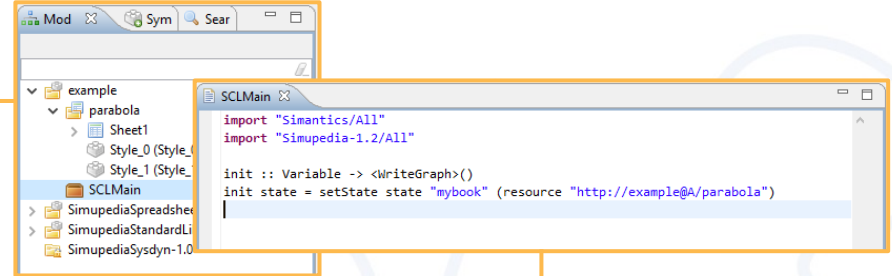 Mod Sym Sear
example
parabola
Sheet1
Style_0 (Style_
Style_1 (Style_
SCLMain
SimupediaSpreadshe
SimupediaStandardLi
SimupediaSysdyn-1.0
SCLMain
import "Simantics/All"
import "Simupedia-1.2/All"
init :: Variable -> <WriteGraph>()
init state = setState state "mybook" (resource "http://example@A/parabola")